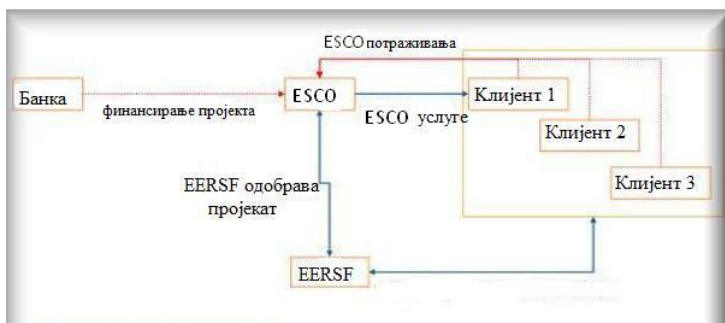 ESCO потраживања
Банка
финансирање пројекта
ESCO
ESCO услуге
Клијент 1
Клијент 2
Клијент 3
EERSF одобрава
пројекат
EERSF